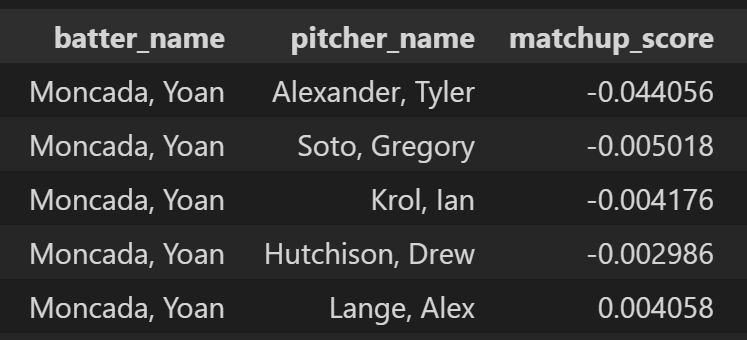 batter_name pitcher_name matchup_score
Moncada, Yoan Alexander, Tyler -0.044056
Moncada, Yoan Soto, Gregory -0.005018
Moncada, Yoan Krol, Ian -0.004176
Moncada, Yoan Hutchison, Drew -0.002986
Moncada, Yoan Lange, Alex 0.004058